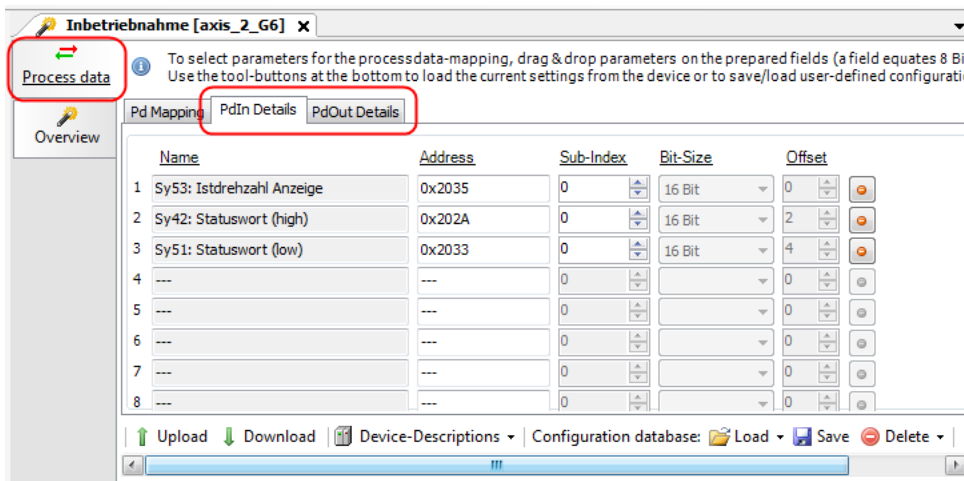 Inbetriebnahme [axis_2_G6] X
Process data
Overview
To select parameters for the processdata-mapping, drag & drop parameters on the prepared fields (a field equates 8 Bi
Use the tool-buttons at the bottom to load the current settings from the device or to save/load user-defined configurati
Pd Mapping PdIn Details PdOut Details
Name Address Sub-Index Bit-Size Offset
1 Sy53: Istdrehzahl Anzeige 0x2035 0 16 Bit 0
2 Sy42: Statuswort (high) 0x202A 0 16 Bit 2
3 Sy51: Statuswort (low) 0x2033 0 16 Bit 4
4 --- --- 0 0
5 --- --- 0 0
6 --- --- 0 0
7 --- --- 0 0
8 --- --- 0 0
Upload Download Device-Descriptions Configuration database: Load Save Delete